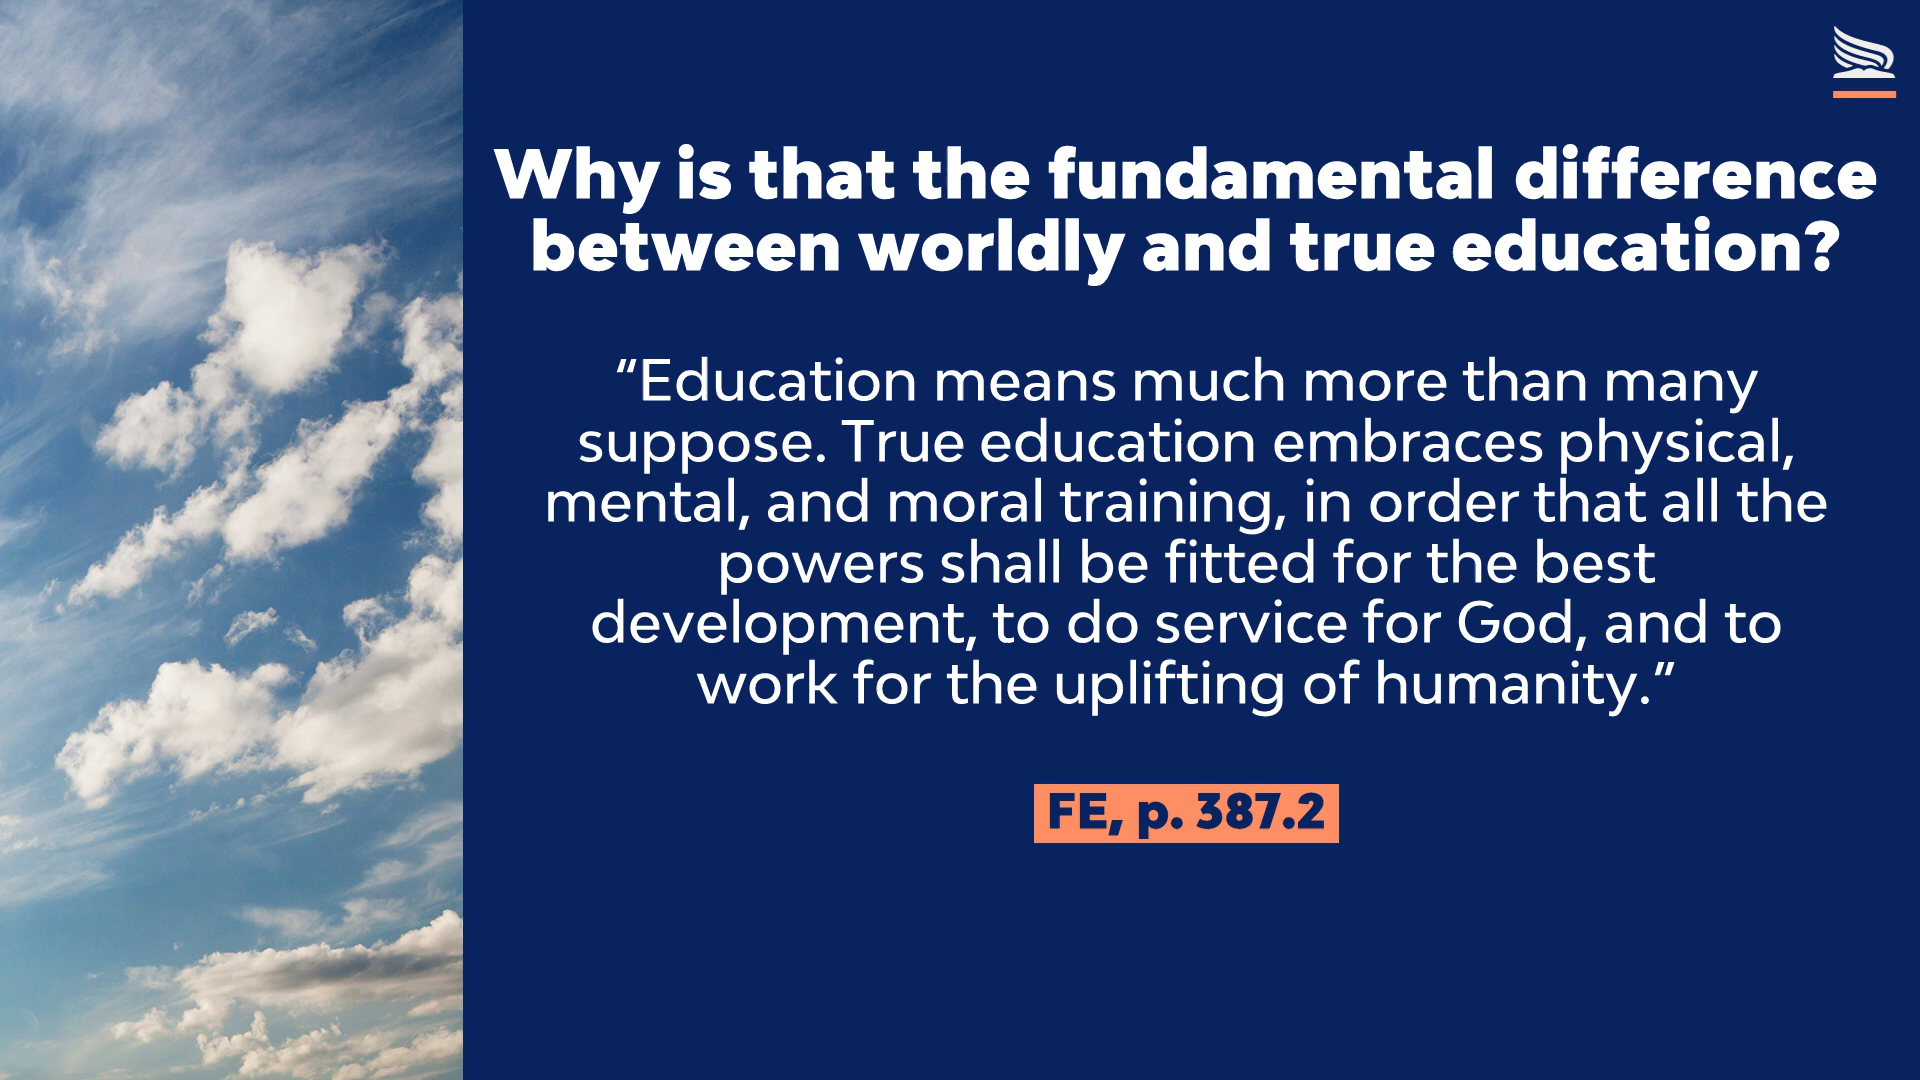 Why is that the fundamental difference
between worldly and true education?
“Education means much more than many
suppose. True education embraces physical,
mental, and moral training, in order that all the
powers shall be fitted for the best
development, to do service for God, and to
work for the uplifting of humanity.”
FE, p. 387.2